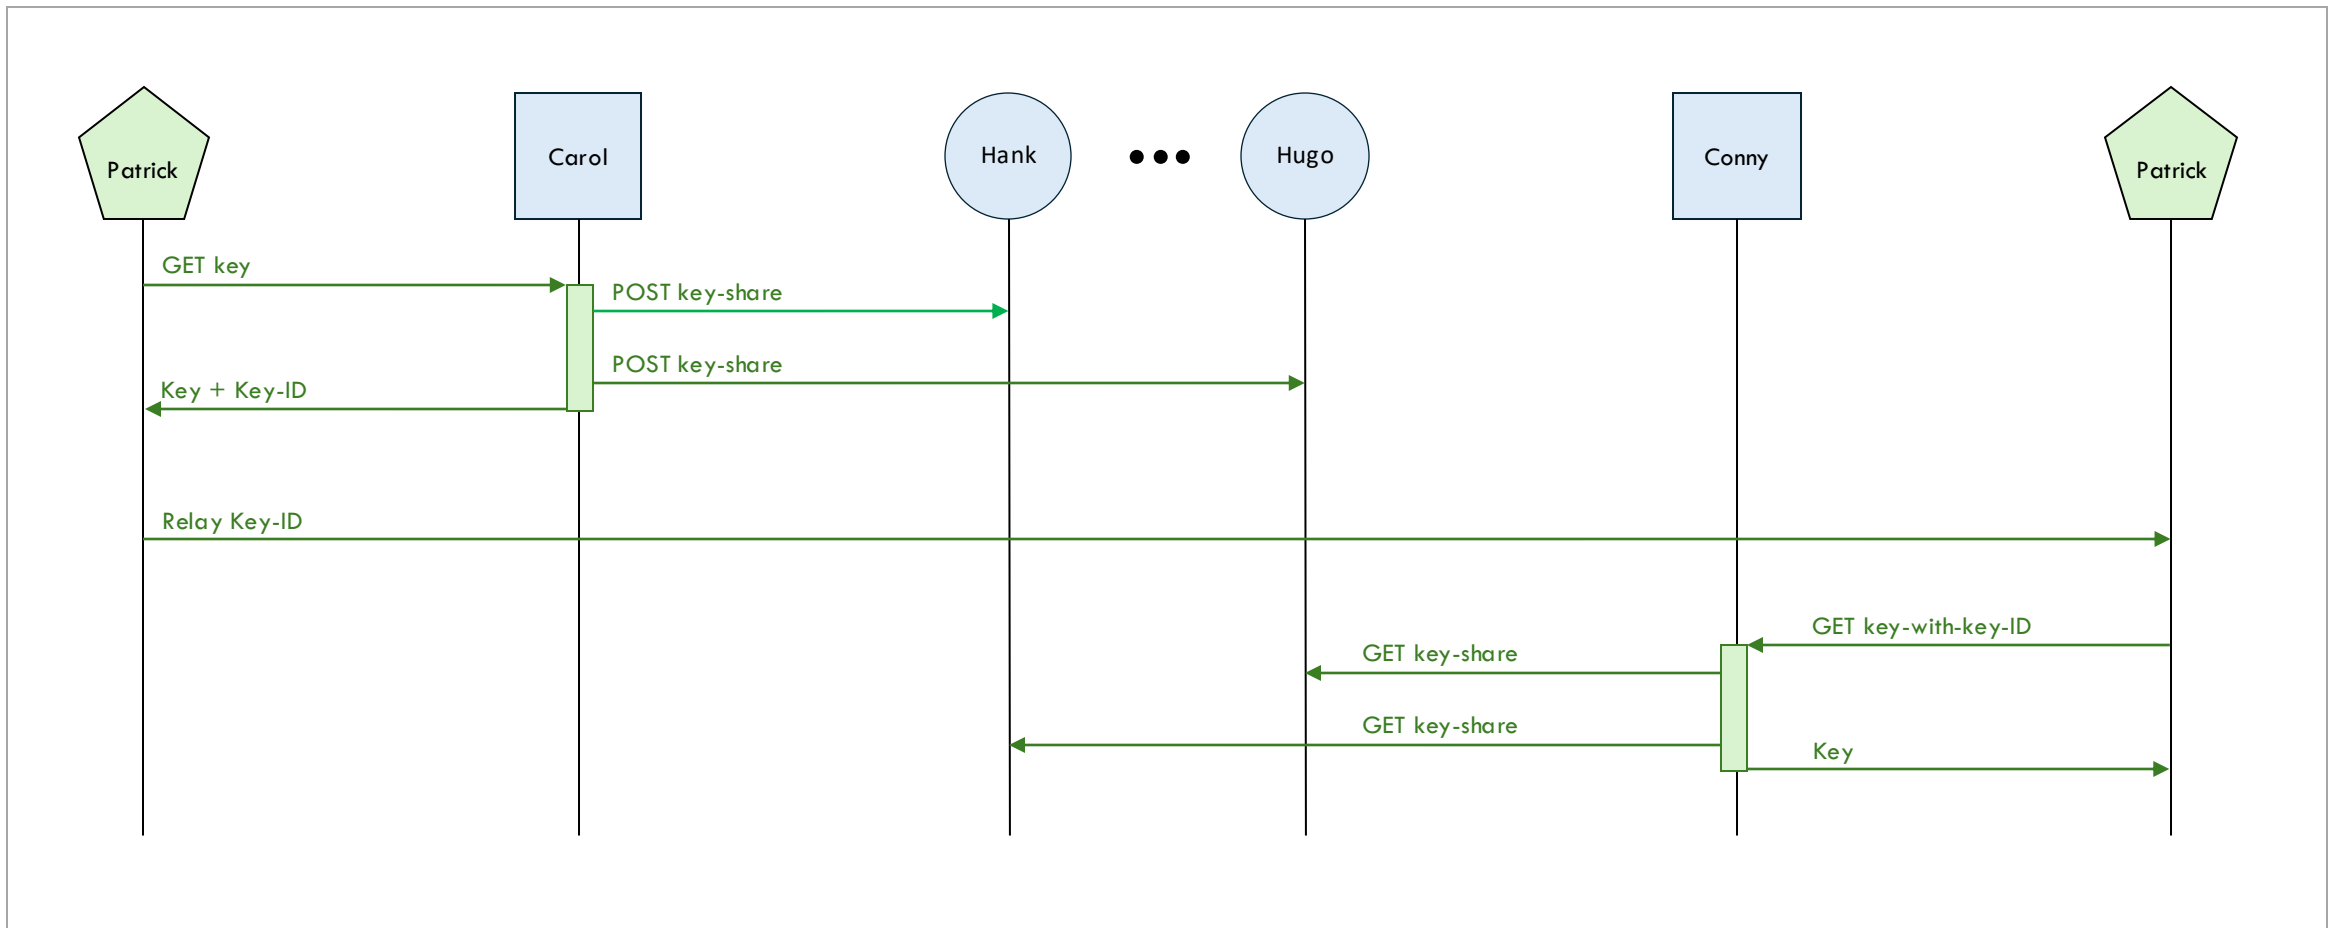 Patrick
Carol
Hank
Hugo
Conny
Patrick
GET key
POST key-share
POST key-share
Key + Key-ID
Relay Key-ID
GET key-with-key-ID
GET key-share
GET key-share
Key